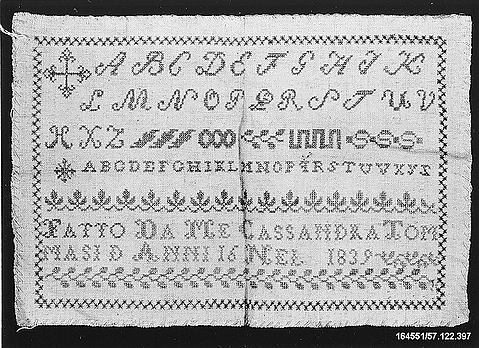 A B C D E F G H I K
L M N O P Q R S T U V
X X Z
A B C D E F G H I K L M N O P Q R S T V U X Y Z
FATTO DA ME CASSANDRA TOM
MASI D ANNI 16 NEL 1839
164551/57.122.397